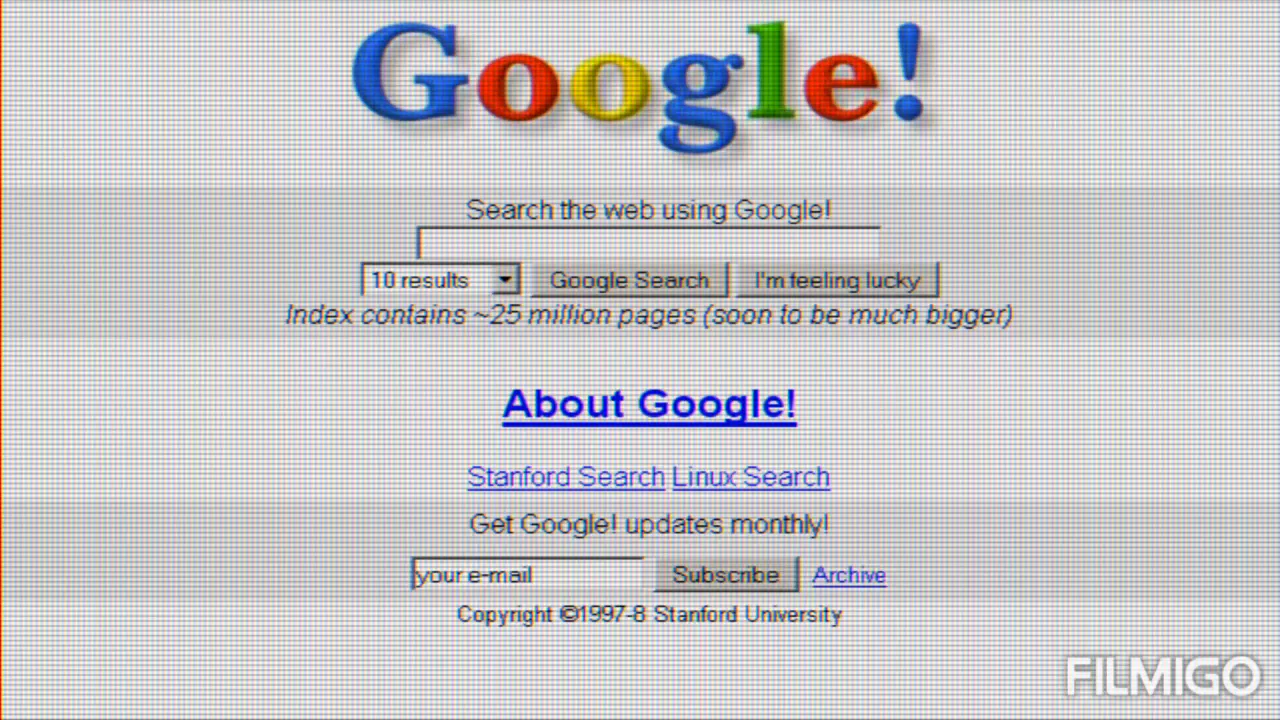 Google!
Search the web using Google!
10 results Google Search I'm feeling lucky
Index contains ~25 million pages (soon to be much bigger)
About Google!
Stanford Search Linux Search
Get Google! updates monthly!
your e-mail Subscribe Archive
Copyright ©1997-8 Stanford University
FILMIGO